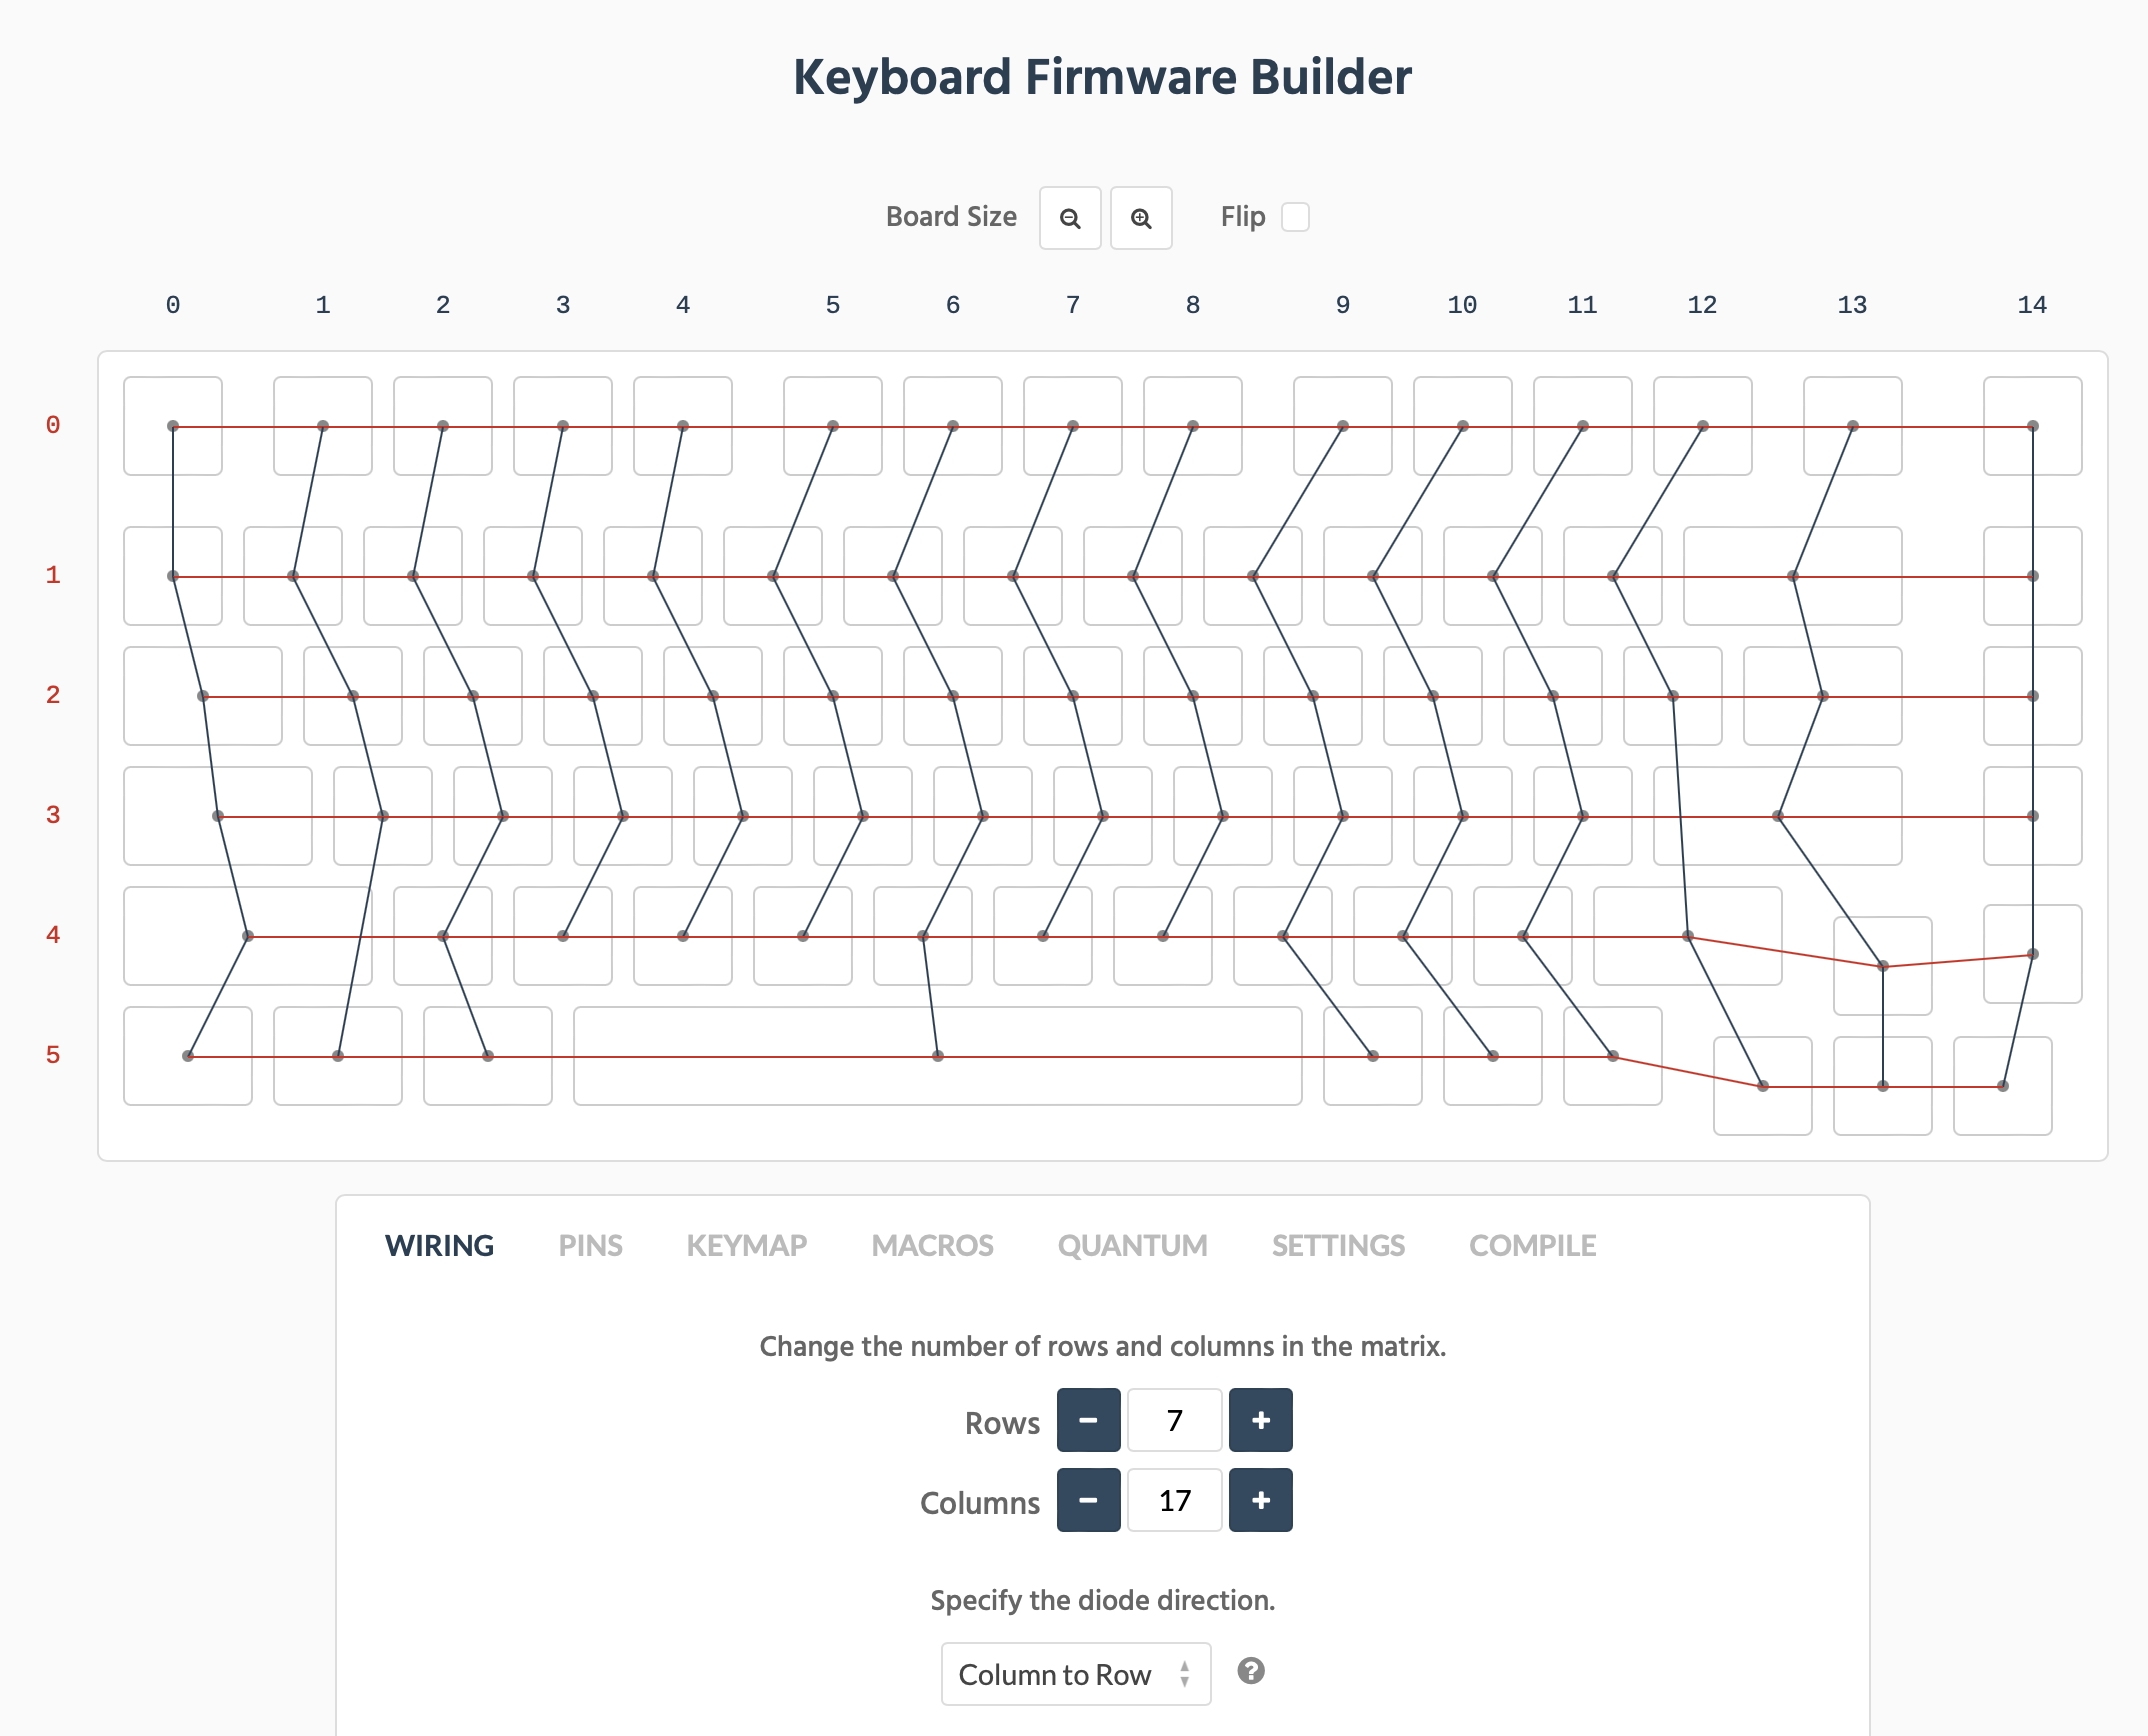 Keyboard Firmware Builder
Board Size Flip
0 1 2 3 4 5 6 7 8 9 10 11 12 13 14
0
1
2
3
4
5
WIRING PINS KEYMAP MACROS QUANTUM SETTINGS COMPILE
Change the number of rows and columns in the matrix.
Rows 7
Columns 17
Specify the diode direction.
Column to Row